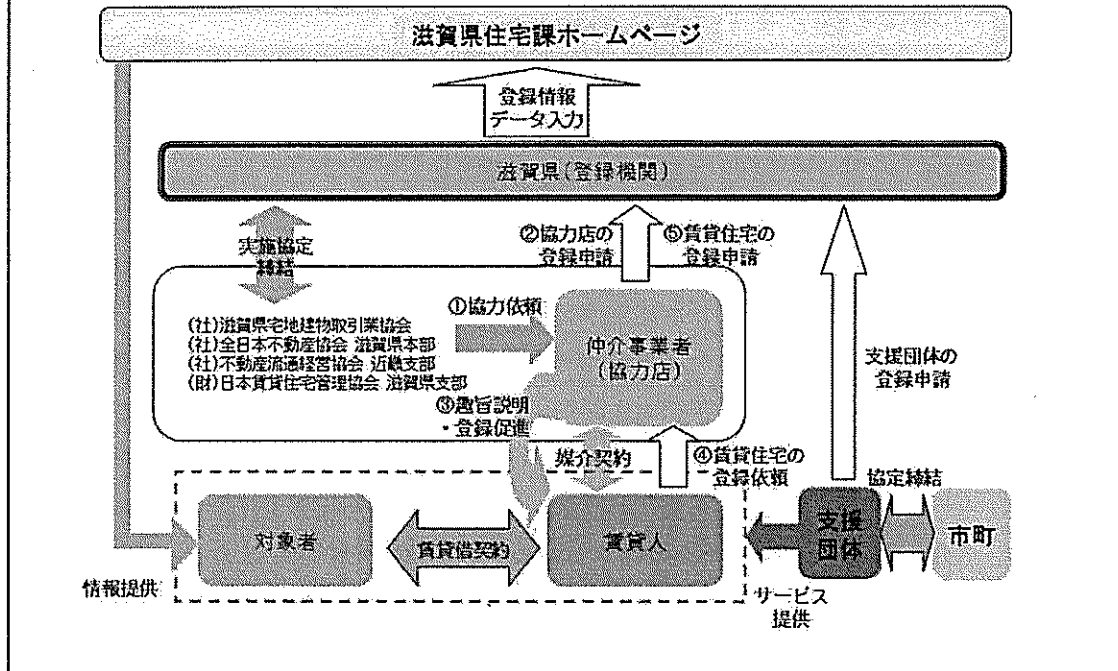 滋賀県住宅課ホームページ
登録情報
データ入力
滋賀県(登録機関)
実施協定
締結
②協力店の
登録申請
⑤賃貸住宅の
登録申請
①協力依頼
(社)滋賀県宅地建物取引業協会
(社)全日本不動産協会 滋賀県本部
(社)不動産流通経営協会 近畿支部
(財)日本賃貸住宅管理協会 滋賀県支部
仲介事業者
(協力店)
支援団体の
登録申請
③趣旨説明
・登録促進
媒介契約
④賃貸住宅の
登録依頼
協定締結
対象者
賃貸借契約
賃貸人
支援
団体
市町
情報提供
サービス
提供